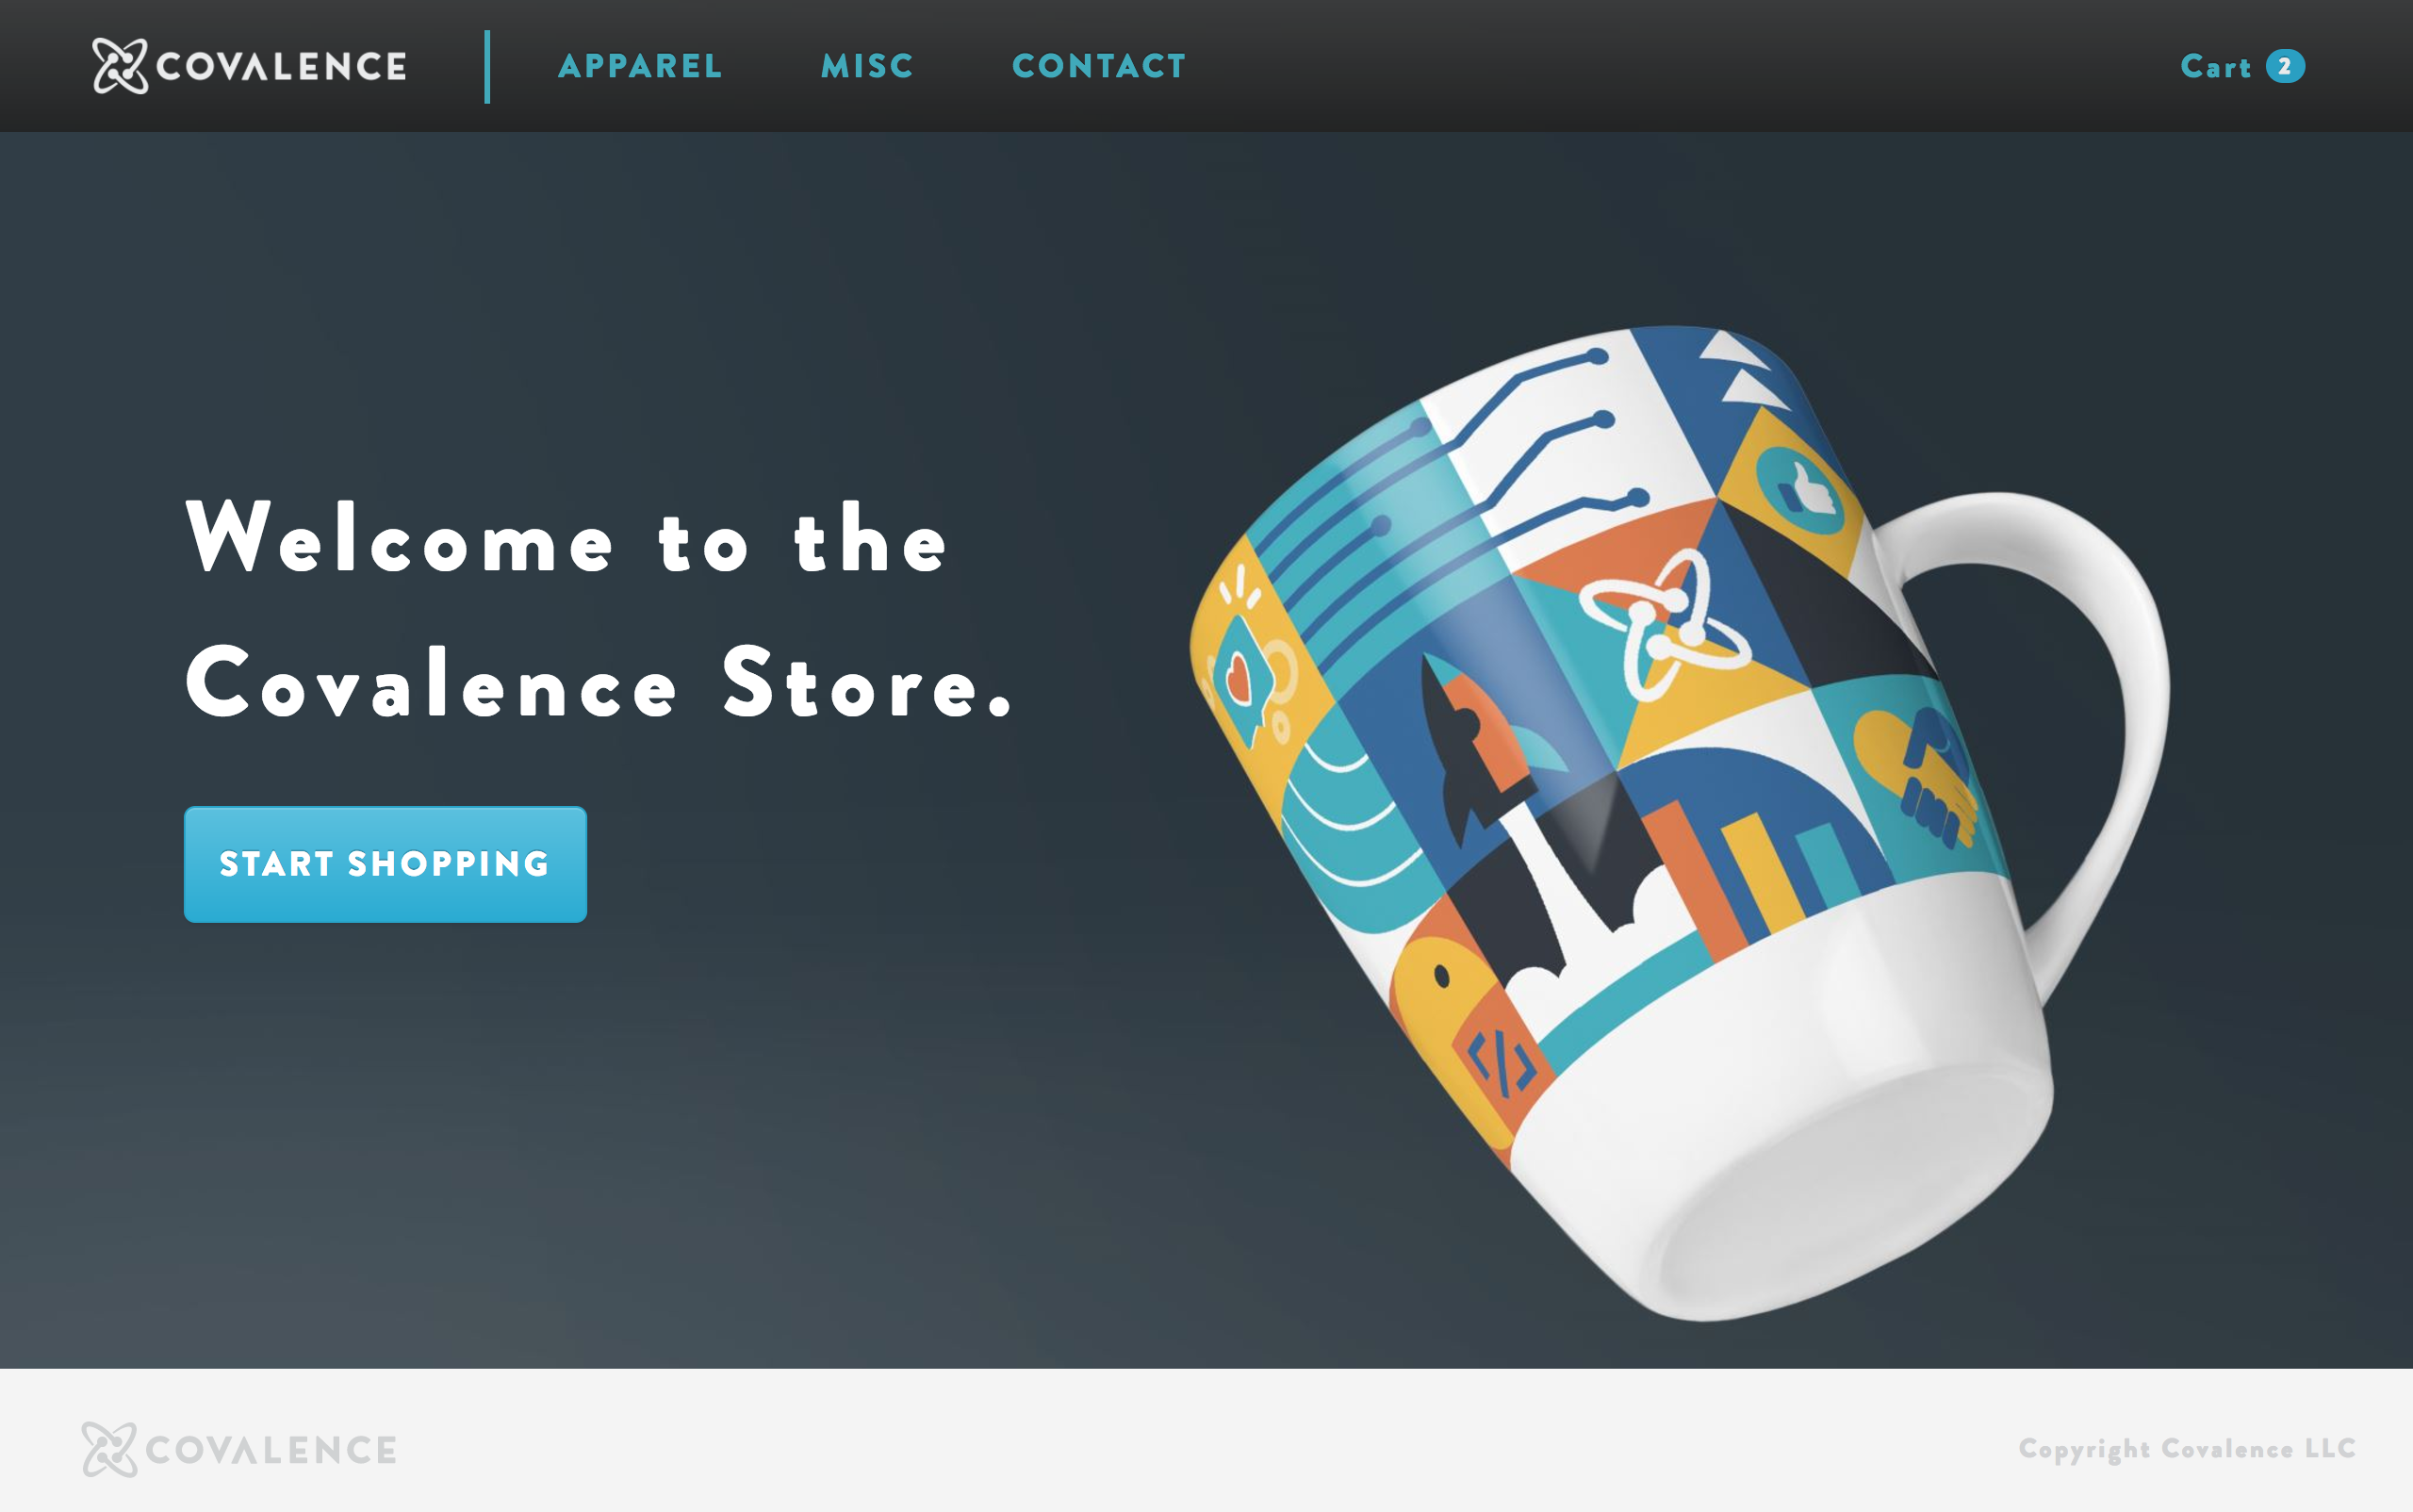 COVALENCE
APPAREL
MISC
CONTACT
Cart 2
Welcome to the
Covalence Store.
START SHOPPING
</>
COVALENCE
Copyright Covalence LLC